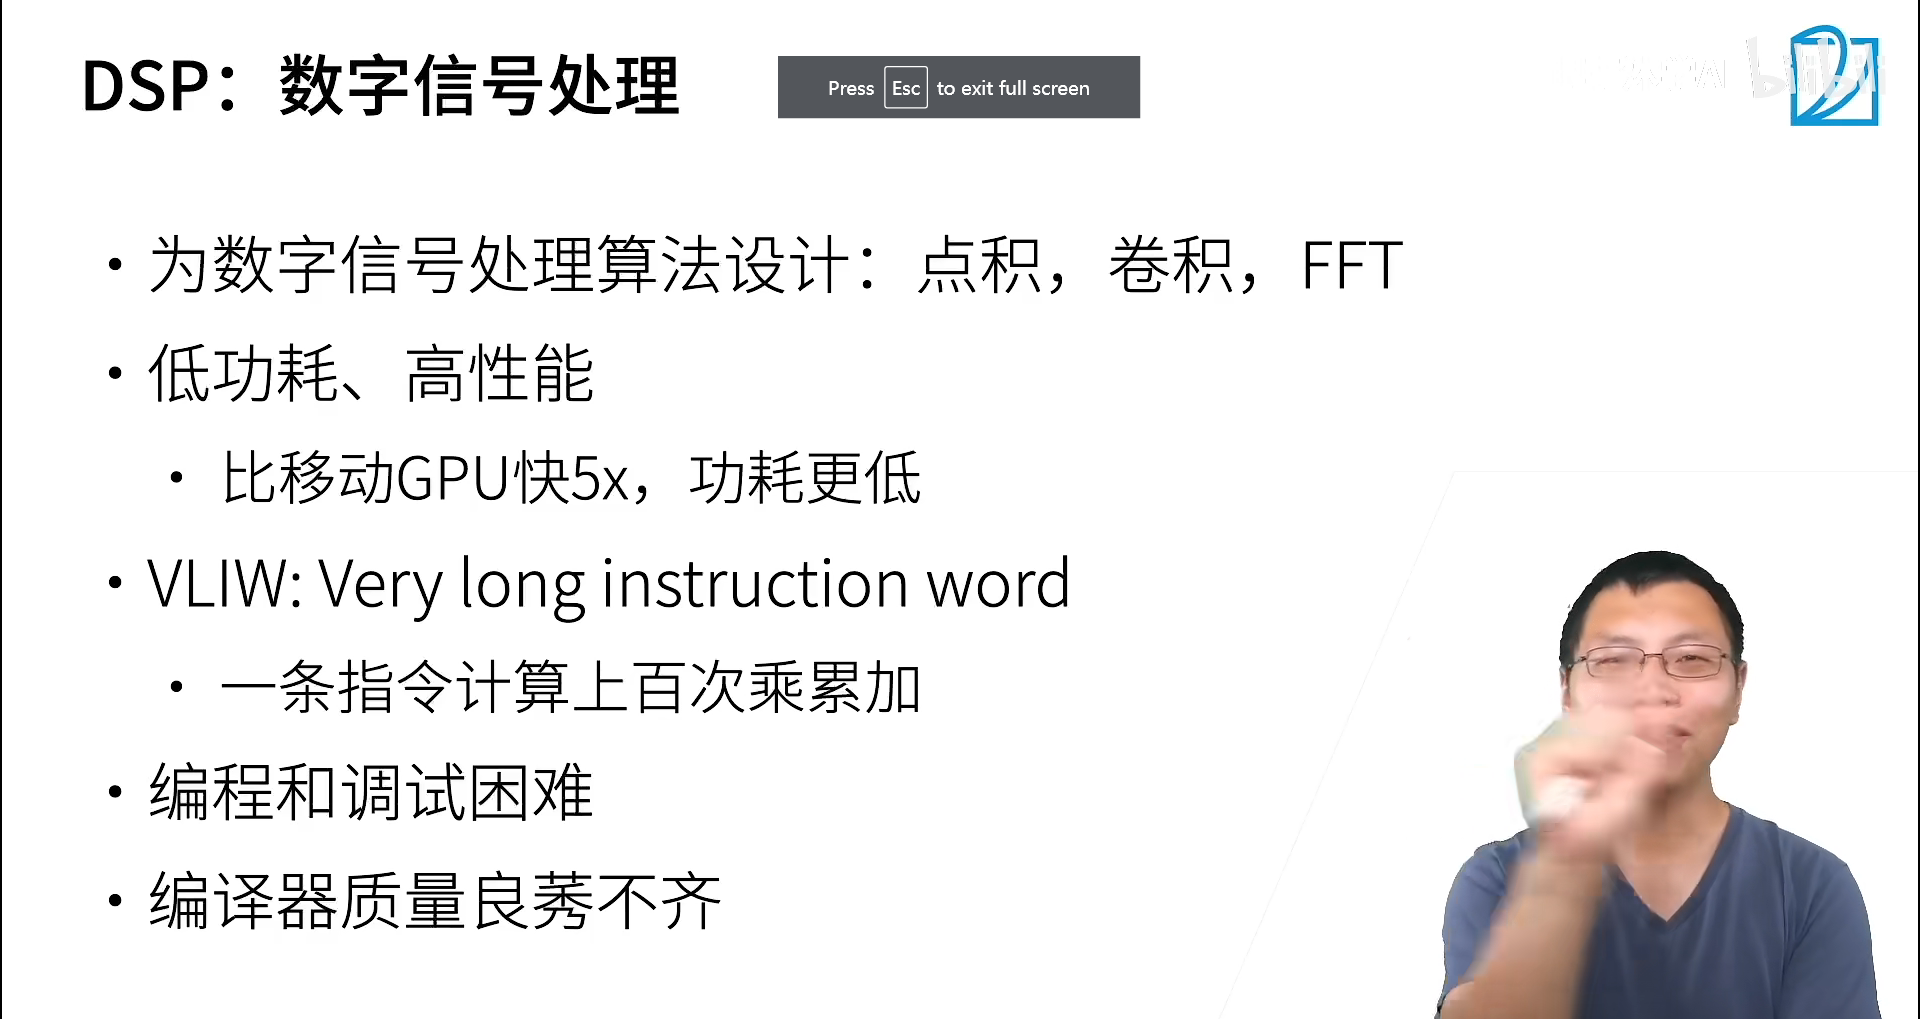 DSP：数字信号处理
Press Esc to exit full screen
bilibili
• 为数字信号处理算法设计：点积，卷积，FFT
• 低功耗、高性能
• 比移动GPU快5x，功耗更低
• VLIW: Very long instruction word
• 一条指令计算上百次乘累加
• 编程和调试困难
• 编译器质量良莠不齐